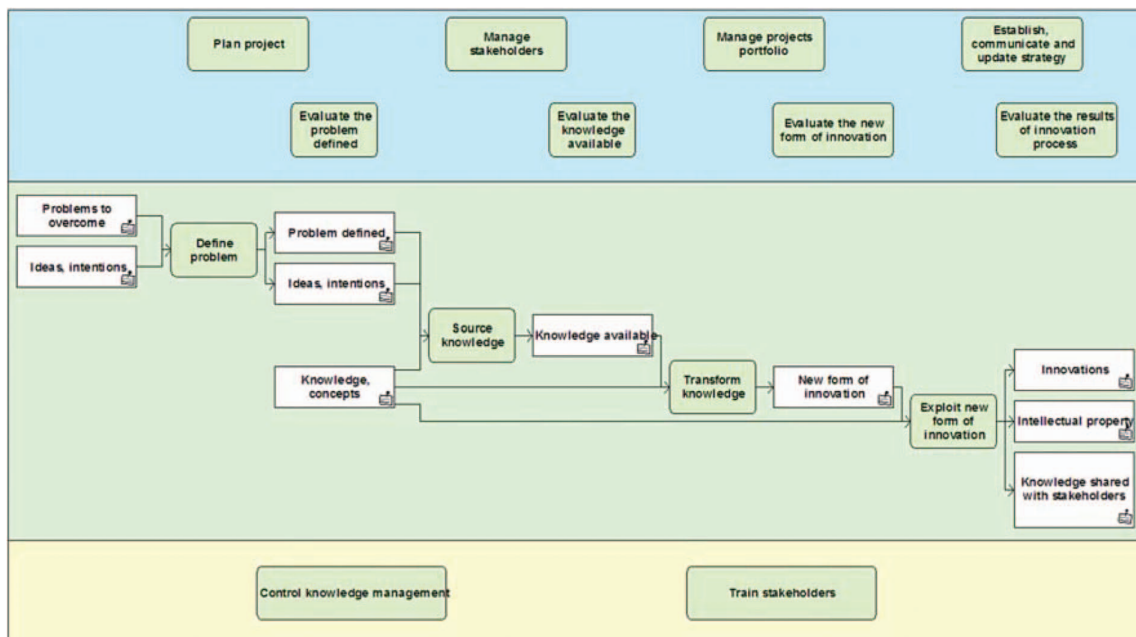 Plan project
Manage
stakeholders
Manage projects
portfolio
Establish,
communicate and
update strategy
Evaluate the
problem
defined
Evaluate the
knowledge
available
Evaluate the new
form of innovation
Evaluate the results
of innovation
process
Problems to
overcome
Ideas, intentions
Define
problem
Problem defined
Ideas, intentions
Source
knowledge
Knowledge available
Knowledge,
concepts
Transform
knowledge
New form of
innovation
Exploit new
form of
innovation
Innovations
Intellectual property
Knowledge shared
with stakeholders
Control knowledge management
Train stakeholders